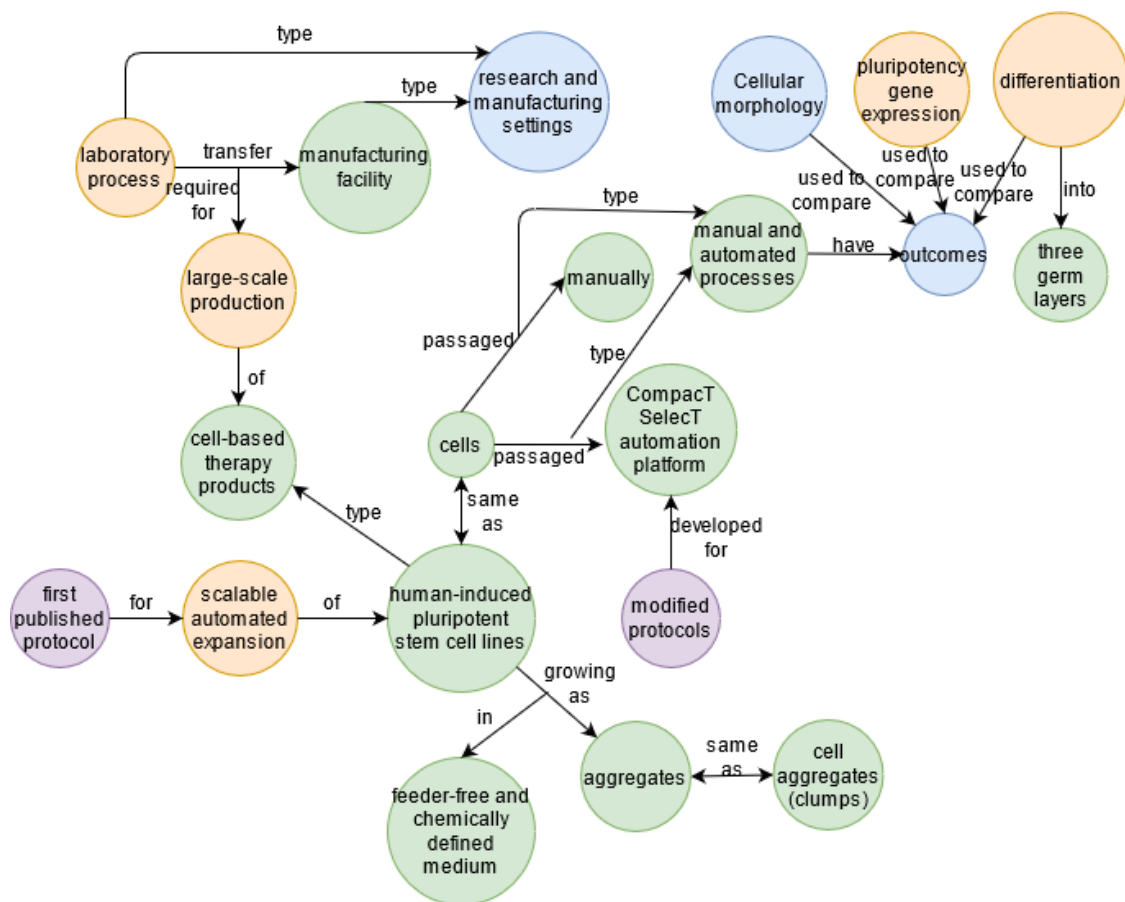 type
research and
manufacturing
settings
type
Cellular
morphology
pluripotency
gene
expression
differentiation
laboratory
process
transfer
manufacturing
facility
required
for
used to
compare
used to
compare
used to
compare
into
type
manual and
automated
processes
have
outcomes
three
germ
layers
large-scale
production
manually
passaged
type
of
CompacT
SelecT
automation
platform
cells
passaged
cell-based
therapy
products
same
as
type
developed
for
first
published
protocol
for
scalable
automated
expansion
of
human-induced
pluripotent
stem cell lines
modified
protocols
growing
as
in
aggregates
same
as
cell
aggregates
(clumps)
feeder-free and
chemically
defined
medium